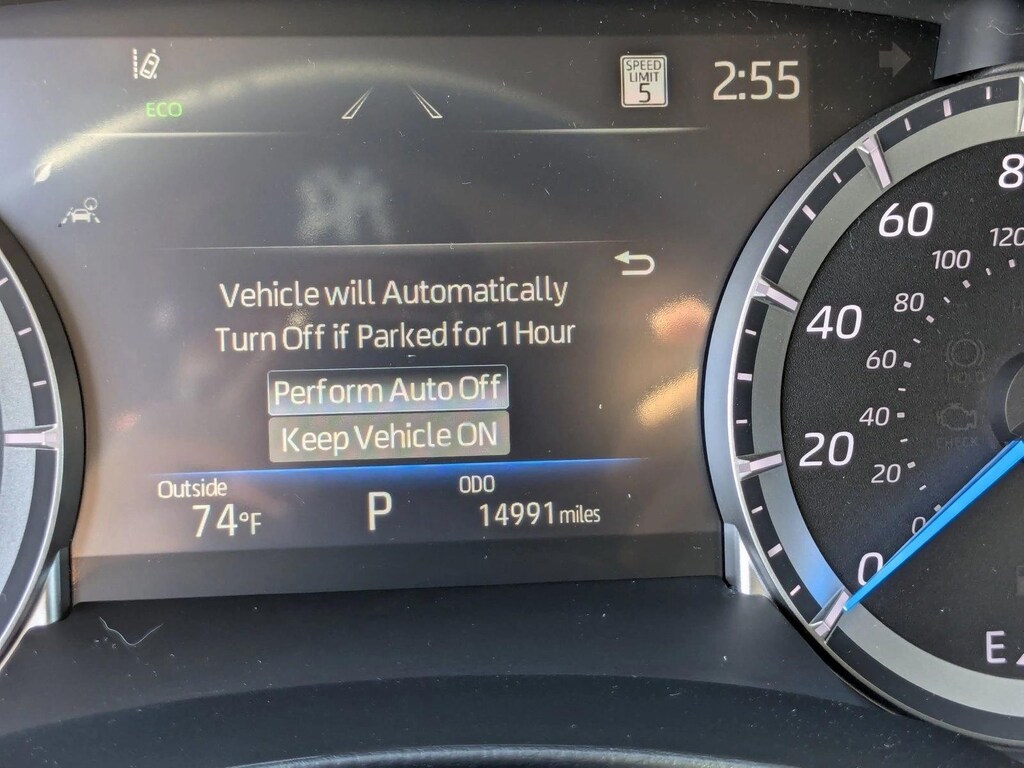 SPEED
LIMIT
5
2:55
ECO
Vehicle will Automatically
Turn Off if Parked for 1 Hour
Perform Auto Off
Keep Vehicle ON
Outside
74°F
P
ODO
14991 miles
80
60
120
100
40
80
60
20
40
20
0
0
HOLD
CHECK
E